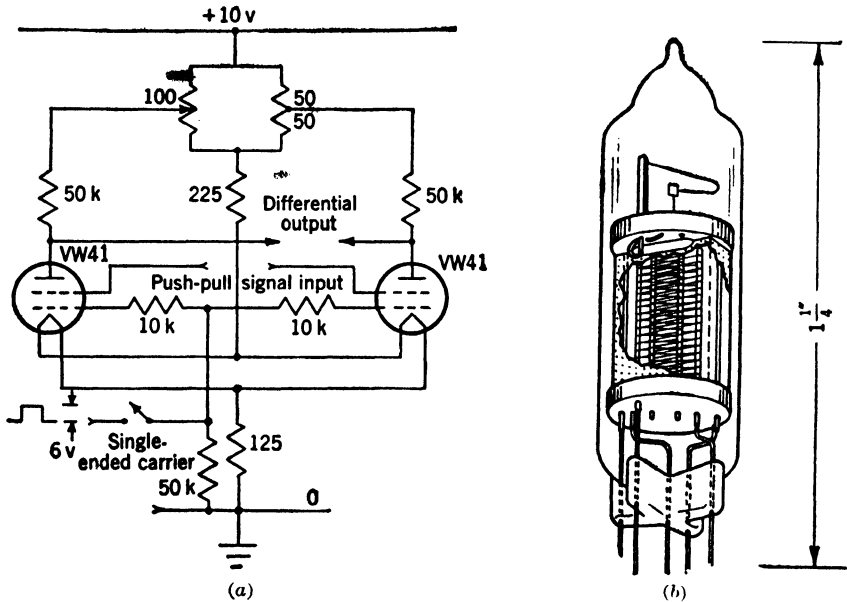 +10 v
100
50
50
50 k
225
50 k
Differential
output
VW41
VW41
Push-pull signal input
10 k
10 k
6 v
Single-
ended carrier
125
50 k
0
(a)
1 1/4"
(b)